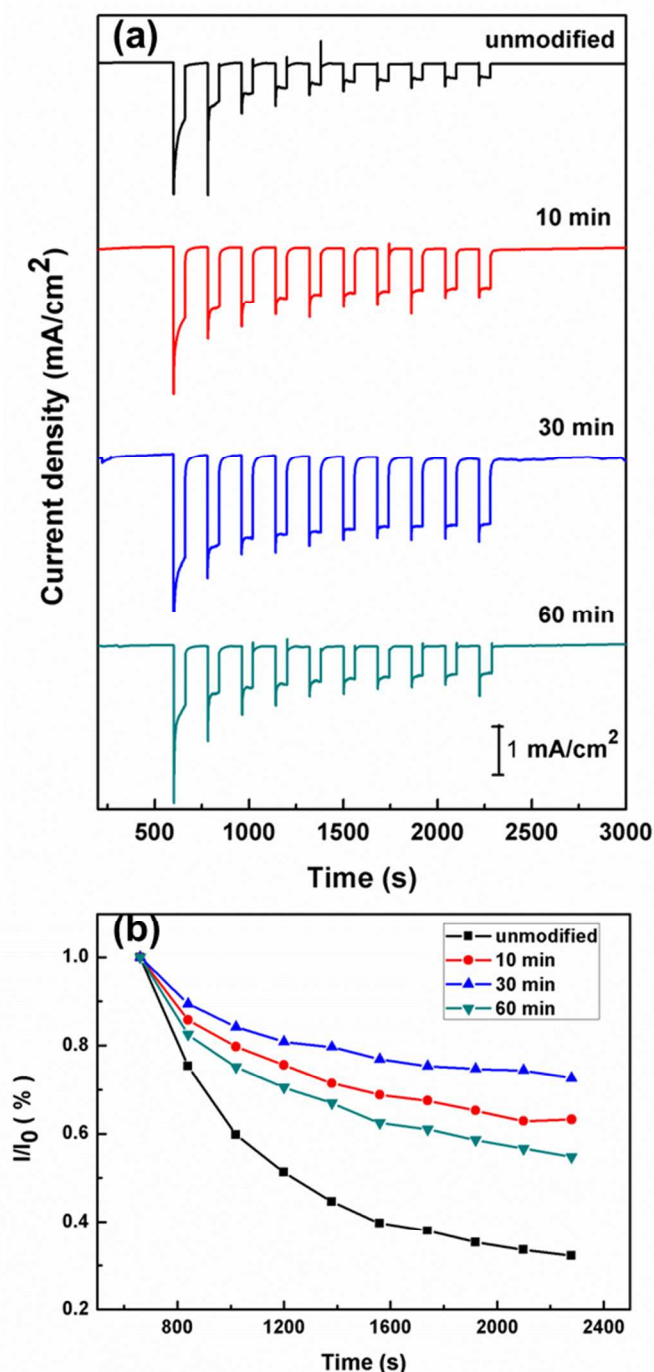 (a)
unmodified
10 min
30 min
60 min
1 mA/cm²
Current density (mA/cm²)
500 1000 1500 2000 2500 3000
Time (s)
(b)
unmodified
10 min
30 min
60 min
1.0
0.8
0.6
0.4
0.2
I/I₀ ( % )
800 1200 1600 2000 2400
Time (s)